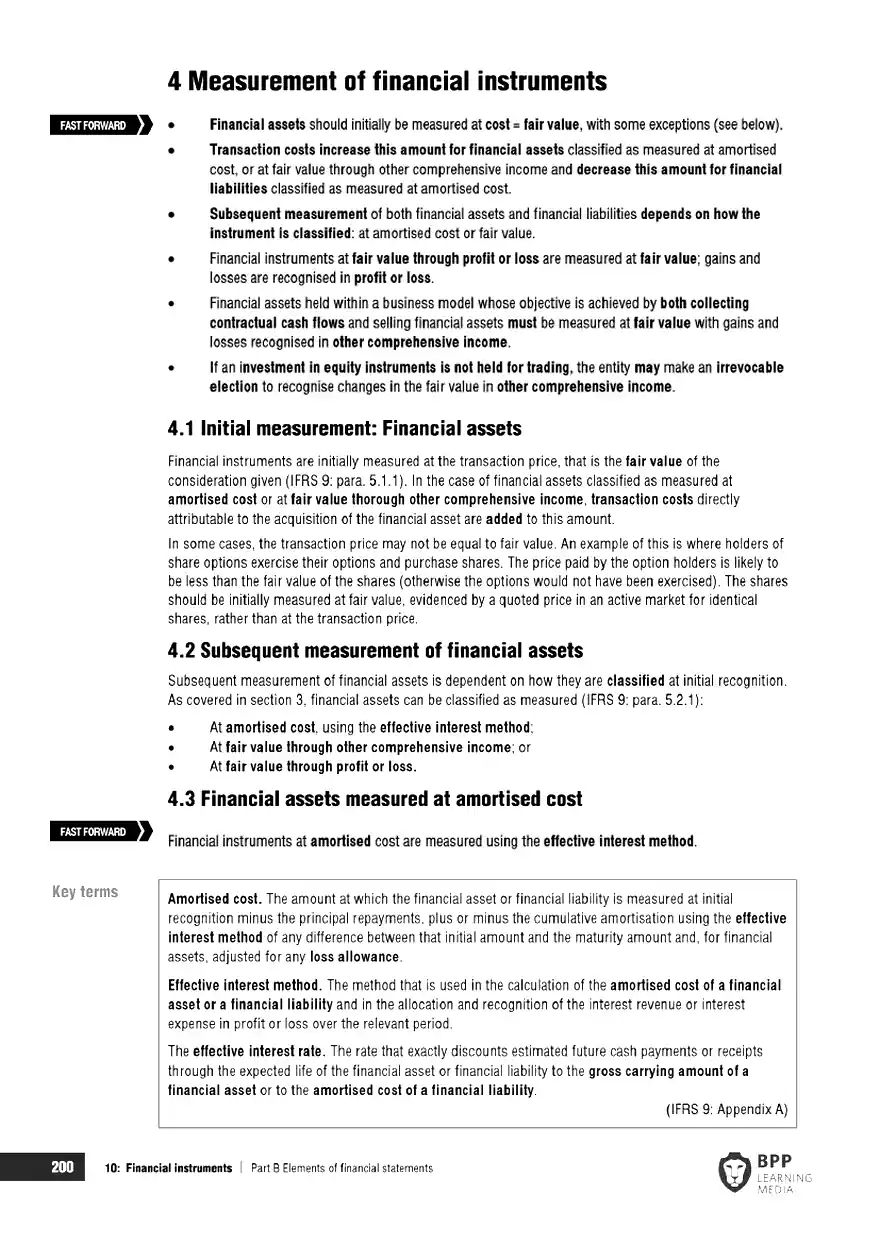 4 Measurement of financial instruments
FAST FORWARD
• Financial assets should initially be measured at cost = fair value, with some exceptions (see below).
• Transaction costs increase this amount for financial assets classified as measured at amortised
cost, or at fair value through other comprehensive income and decrease this amount for financial
liabilities classified as measured at amortised cost.
• Subsequent measurement of both financial assets and financial liabilities depends on how the
instrument is classified: at amortised cost or fair value.
• Financial instruments at fair value through profit or loss are measured at fair value; gains and
losses are recognised in profit or loss.
• Financial assets held within a business model whose objective is achieved by both collecting
contractual cash flows and selling financial assets must be measured at fair value with gains and
losses recognised in other comprehensive income.
• If an investment in equity instruments is not held for trading, the entity may make an irrevocable
election to recognise changes in the fair value in other comprehensive income.
4.1 Initial measurement: Financial assets
Financial instruments are initially measured at the transaction price, that is the fair value of the
consideration given (IFRS 9: para. 5.1.1). In the case of financial assets classified as measured at
amortised cost or at fair value thorough other comprehensive income, transaction costs directly
attributable to the acquisition of the financial asset are added to this amount.
In some cases, the transaction price may not be equal to fair value. An example of this is where holders of
share options exercise their options and purchase shares. The price paid by the option holders is likely to
be less than the fair value of the shares (otherwise the options would not have been exercised). The shares
should be initially measured at fair value, evidenced by a quoted price in an active market for identical
shares, rather than at the transaction price.
4.2 Subsequent measurement of financial assets
Subsequent measurement of financial assets is dependent on how they are classified at initial recognition.
As covered in section 3, financial assets can be classified as measured (IFRS 9: para. 5.2.1):
• At amortised cost, using the effective interest method;
• At fair value through other comprehensive income; or
• At fair value through profit or loss.
4.3 Financial assets measured at amortised cost
FAST FORWARD
Financial instruments at amortised cost are measured using the effective interest method.
Key terms
Amortised cost. The amount at which the financial asset or financial liability is measured at initial
recognition minus the principal repayments, plus or minus the cumulative amortisation using the effective
interest method of any difference between that initial amount and the maturity amount and, for financial
assets, adjusted for any loss allowance.
Effective interest method. The method that is used in the calculation of the amortised cost of a financial
asset or a financial liability and in the allocation and recognition of the interest revenue or interest
expense in profit or loss over the relevant period.
The effective interest rate. The rate that exactly discounts estimated future cash payments or receipts
through the expected life of the financial asset or financial liability to the gross carrying amount of a
financial asset or to the amortised cost of a financial liability.
(IFRS 9: Appendix A)
200 10: Financial instruments | Part B Elements of financial statements
BPP
LEARNING
MEDIA